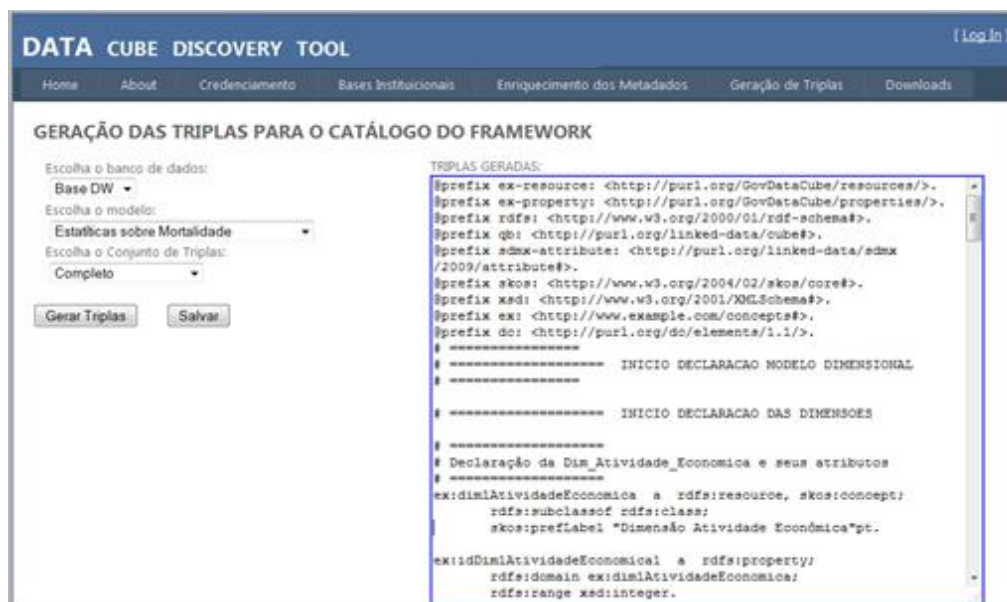 DATA CUBE DISCOVERY TOOL
[ Log In ]
Home About Credenciamento Bases Instituicionais Enriquecimento dos Metadados Geração de Triplas Downloads
GERAÇÃO DAS TRIPLAS PARA O CATÁLOGO DO FRAMEWORK
Escolha o banco de dados:
Base DW
Escolha o modelo:
Estatíticas sobre Mortalidade
Escolha o Conjunto de Triplas:
Completo
Gerar Triplas Salvar
TRIPLAS GERADAS:
@prefix ex-resource: <http://purl.org/GovDataCube/resources/>.
@prefix ex-property: <http://purl.org/GovDataCube/properties/>.
@prefix rdfs: <http://www.w3.org/2000/01/rdf-schema#>.
@prefix qb: <http://purl.org/linked-data/cube#>.
@prefix sdmx-attribute: <http://purl.org/linked-data/sdmx
/2009/attribute#>.
@prefix skos: <http://www.w3.org/2004/02/skos/core#>.
@prefix xsd: <http://www.w3.org/2001/XMLSchema#>.
@prefix ex: <http://www.example.com/concepts#>.
@prefix dc: <http://purl.org/dc/elements/1.1/>.
# =================
# ==================== INICIO DECLARACAO MODELO DIMENSIONAL
# =================
# ==================== INICIO DECLARACAO DAS DIMENSOES
# ====================
# Declaração da Dim_Atividade_Economica e seus atributos
# ====================
ex:dim1AtividadeEconomica a rdfs:resource, skos:concept;
rdfs:subclassof rdfs:class;
skos:prefLabel "Dimensão Atividade Econômica"pt.
ex:idDim1AtividadeEconomica1 a rdfs:property;
rdfs:domain ex:dim1AtividadeEconomica;
rdfs:range xsd:integer.